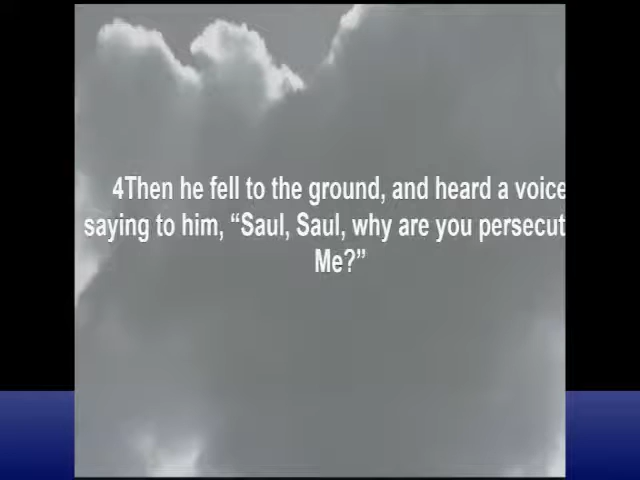 4Then he fell to the ground, and heard a voice
saying to him, “Saul, Saul, why are you persecut
Me?”